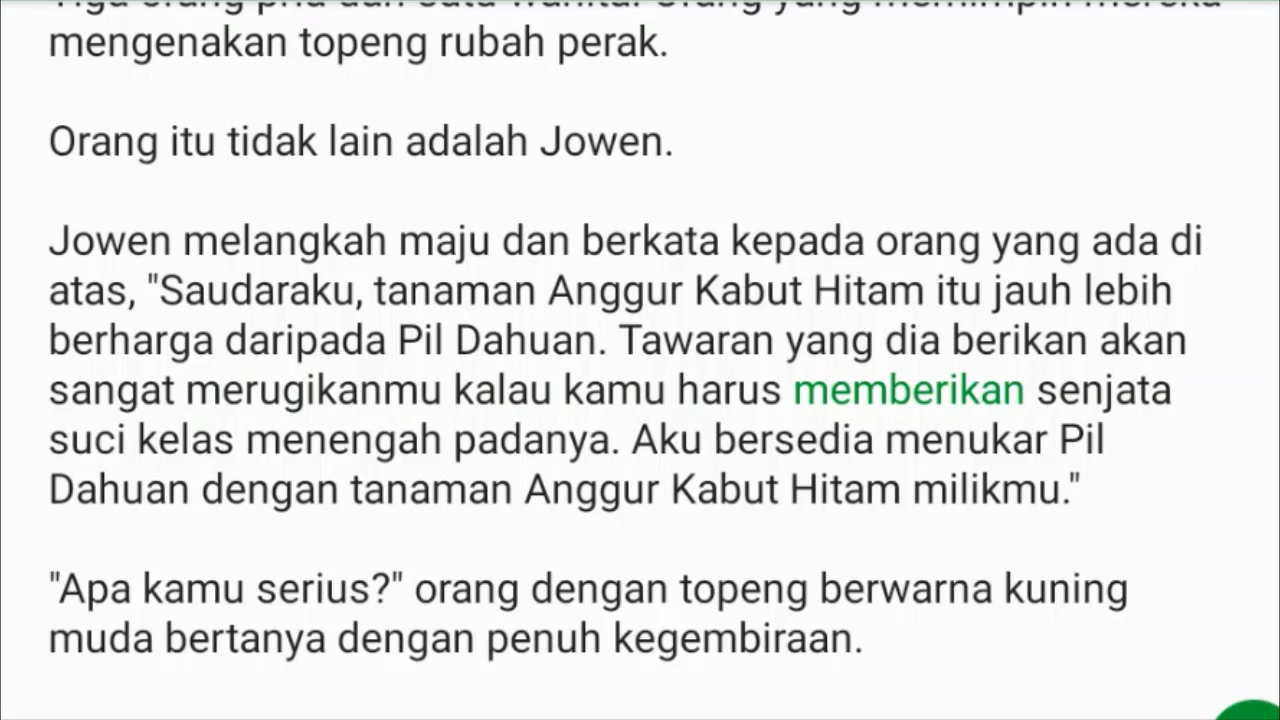 mengenakan topeng rubah perak.
Orang itu tidak lain adalah Jowen.
Jowen melangkah maju dan berkata kepada orang yang ada di
atas, "Saudaraku, tanaman Anggur Kabut Hitam itu jauh lebih
berharga daripada Pil Dahuan. Tawaran yang dia berikan akan
sangat merugikanmu kalau kamu harus memberikan senjata
suci kelas menengah padanya. Aku bersedia menukar Pil
Dahuan dengan tanaman Anggur Kabut Hitam milikmu."
"Apa kamu serius?" orang dengan topeng berwarna kuning
muda bertanya dengan penuh kegembiraan.